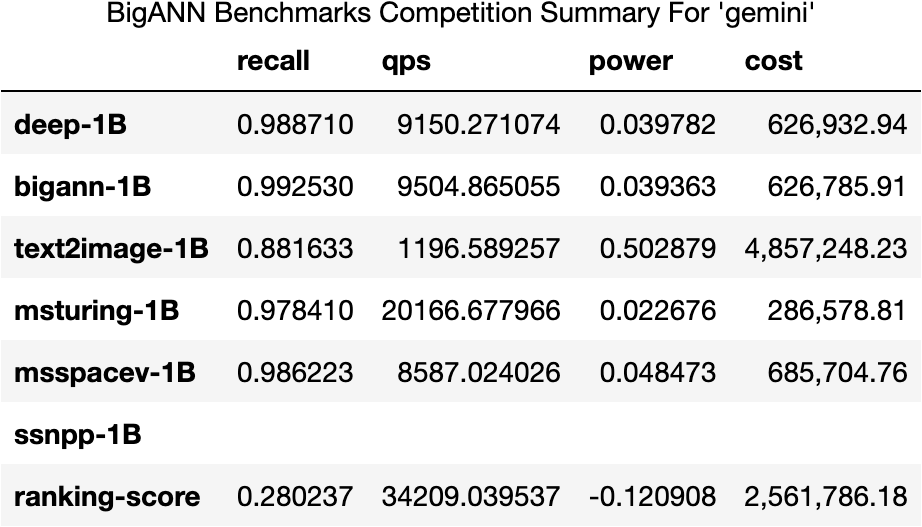 BigANN Benchmarks Competition Summary For 'gemini'
recall qps power cost
deep-1B 0.988710 9150.271074 0.039782 626,932.94
bigann-1B 0.992530 9504.865055 0.039363 626,785.91
text2image-1B 0.881633 1196.589257 0.502879 4,857,248.23
msturing-1B 0.978410 20166.677966 0.022676 286,578.81
msspacev-1B 0.986223 8587.024026 0.048473 685,704.76
ssnpp-1B
ranking-score 0.280237 34209.039537 -0.120908 2,561,786.18